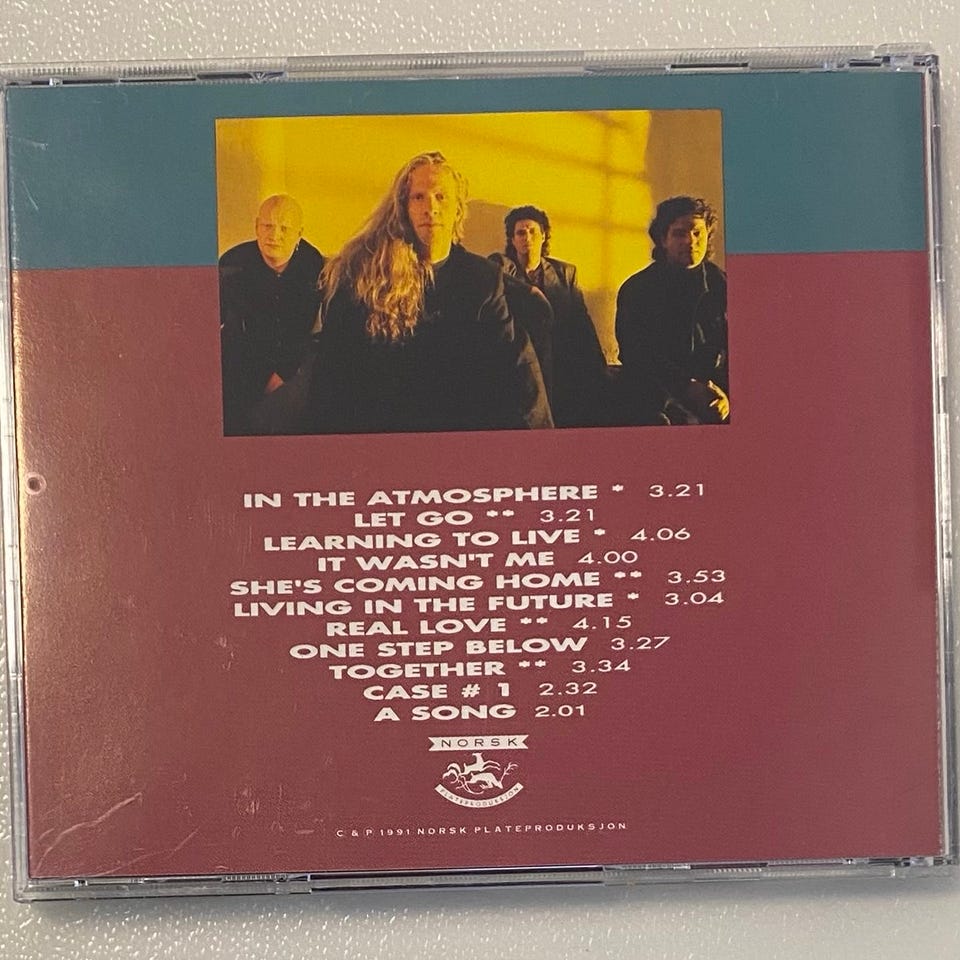 IN THE ATMOSPHERE * 3.21
LET GO ** 3.21
LEARNING TO LIVE * 4.06
IT WASN'T ME 4.00
SHE'S COMING HOME ** 3.53
LIVING IN THE FUTURE * 3.04
REAL LOVE ** 4.15
ONE STEP BELOW 3.27
TOGETHER ** 3.34
CASE # 1 2.32
A SONG 2.01
NORSK
PLATEPRODUKSJON
C & P 1991 NORSK PLATEPRODUKSJON